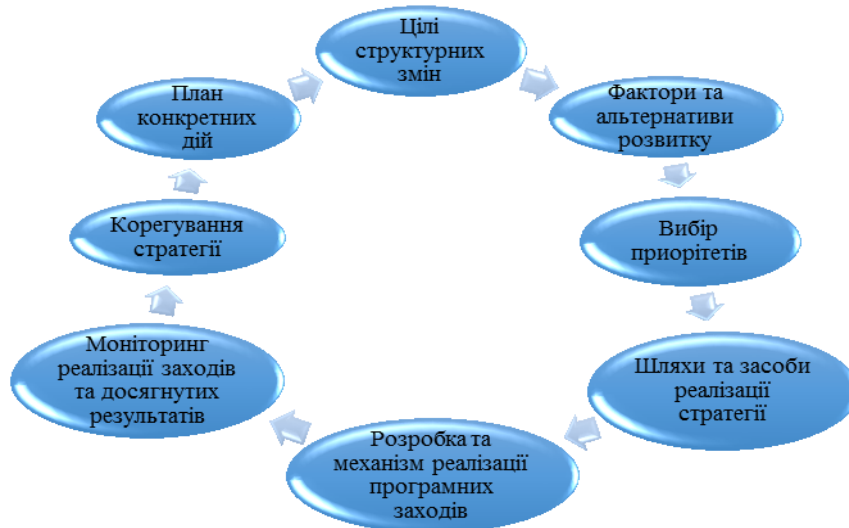 Цілі
структурних
змін
Фактори та
альтернативи
розвитку
Вибір
приорітетів
Шляхи та засоби
реалізації
стратегії
Розробка та
механізм реалізації
програмних
заходів
Моніторинг
реалізації заходів
та досягнутих
результатів
Корегування
стратегії
План
конкретних
дій